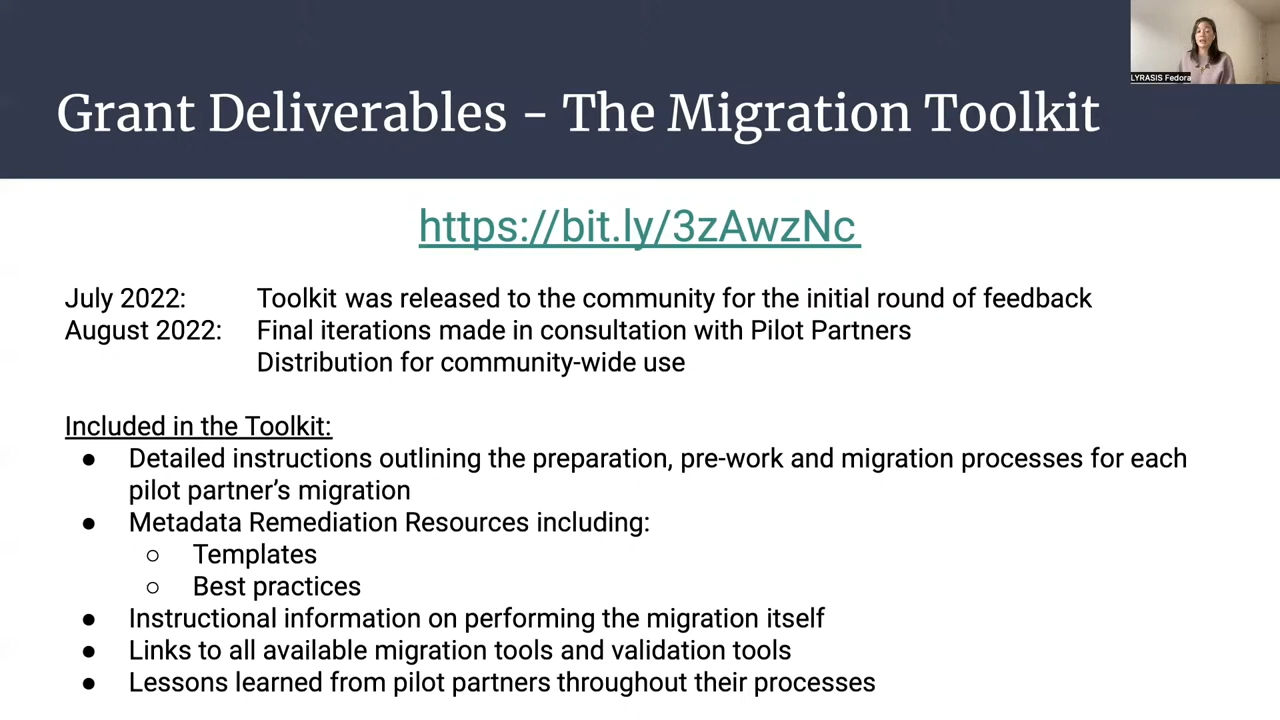 LYRASIS Fedora
Grant Deliverables - The Migration Toolkit
https://bit.ly/3zAwzNc
July 2022: Toolkit was released to the community for the initial round of feedback
August 2022: Final iterations made in consultation with Pilot Partners
Distribution for community-wide use
Included in the Toolkit:
● Detailed instructions outlining the preparation, pre-work and migration processes for each
pilot partner's migration
● Metadata Remediation Resources including:
○ Templates
○ Best practices
● Instructional information on performing the migration itself
● Links to all available migration tools and validation tools
● Lessons learned from pilot partners throughout their processes